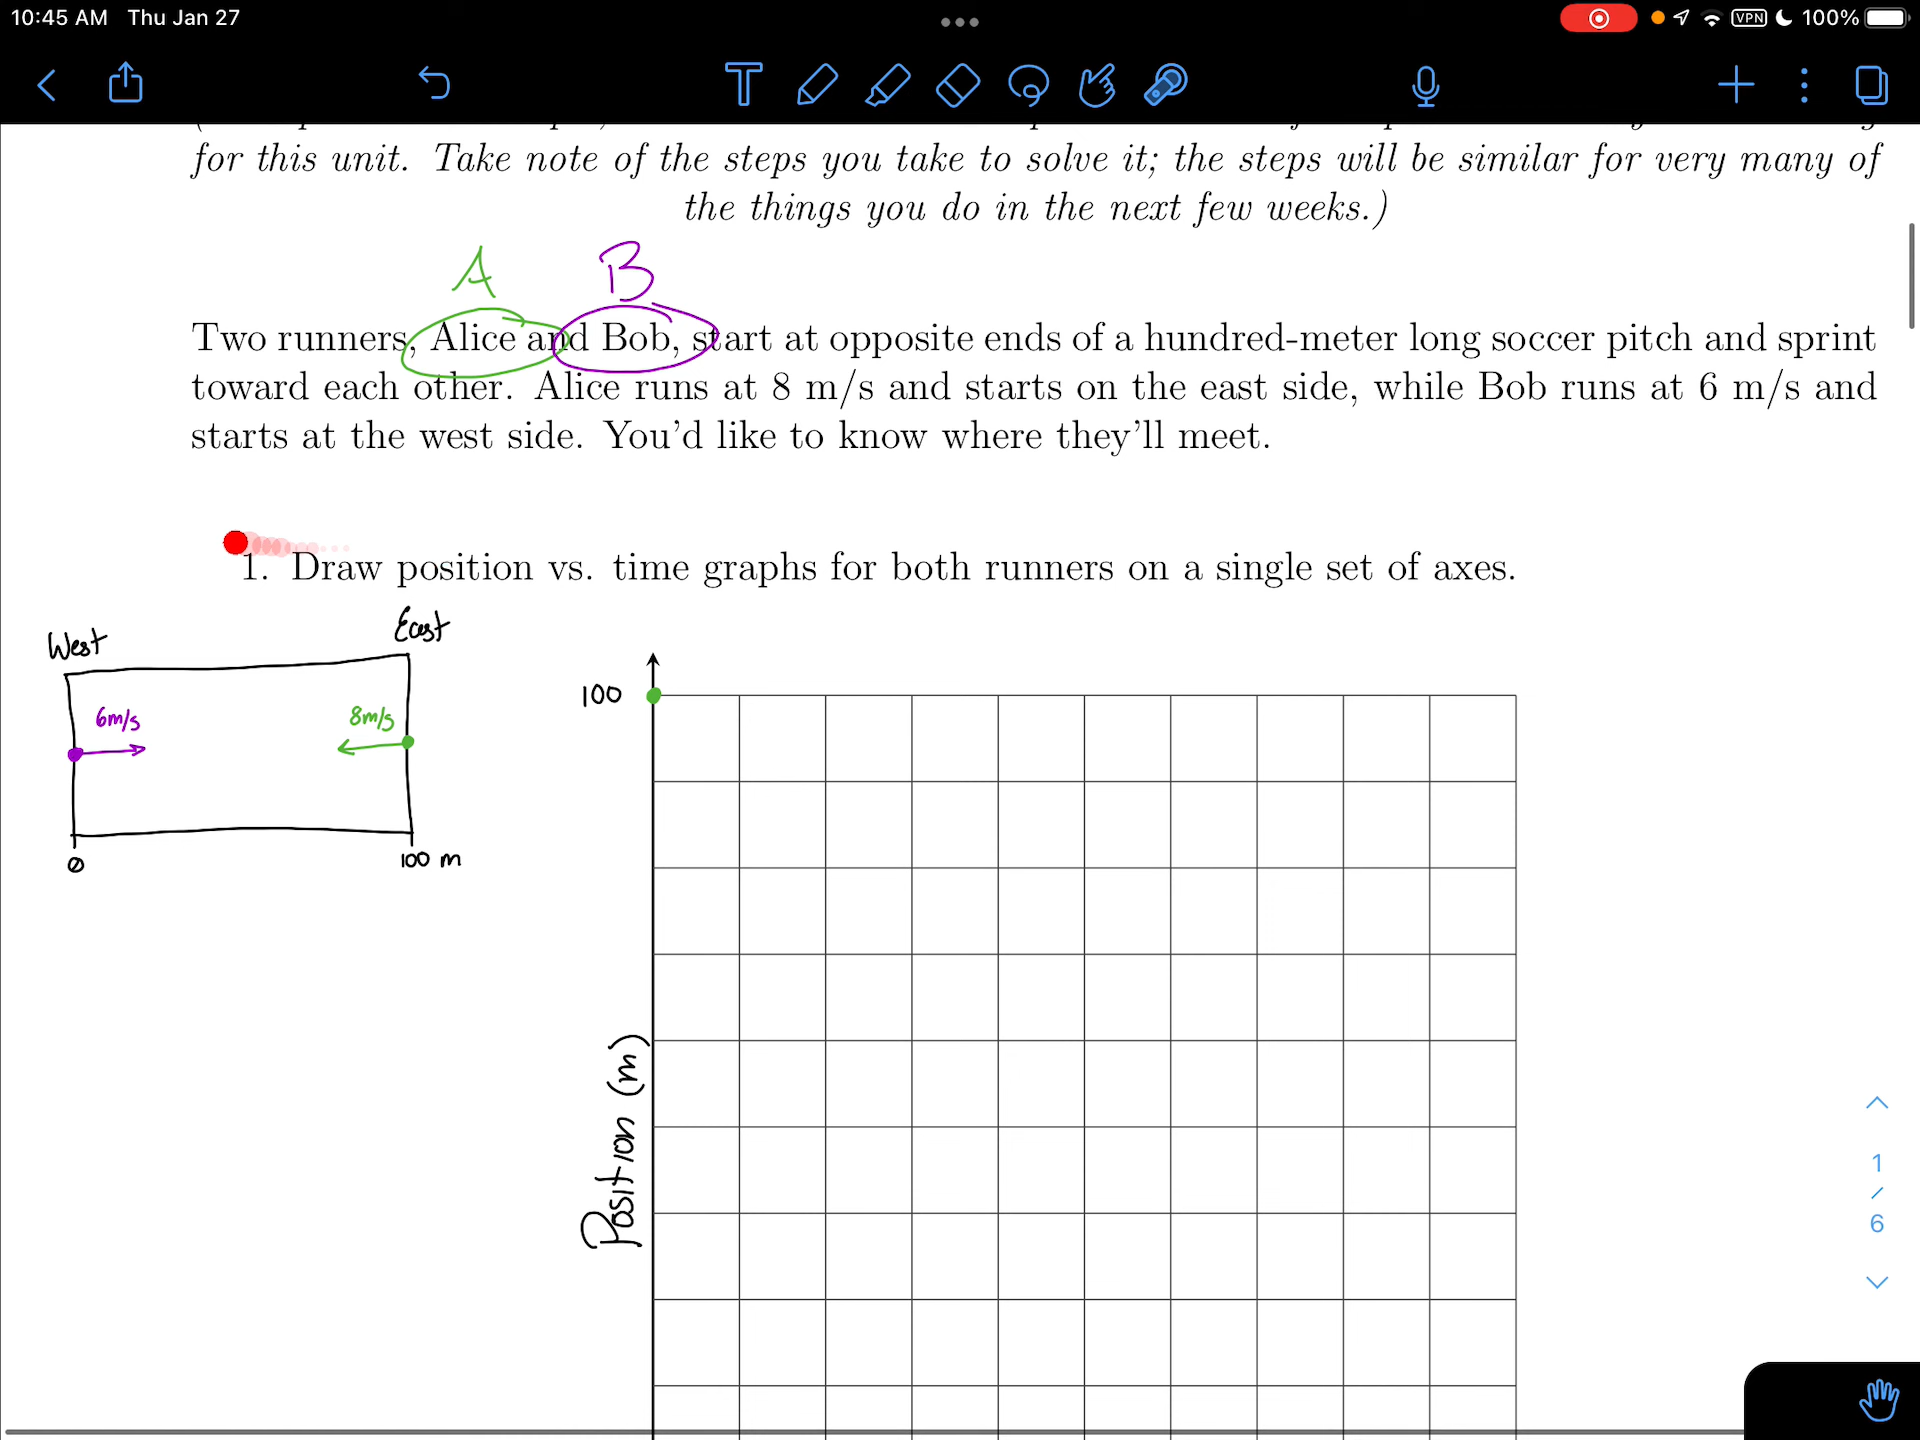 10:45 AM Thu Jan 27
VPN 100%
for this unit. Take note of the steps you take to solve it; the steps will be similar for very many of
the things you do in the next few weeks.)
A B
Two runners, Alice and Bob, start at opposite ends of a hundred-meter long soccer pitch and sprint
toward each other. Alice runs at 8 m/s and starts on the east side, while Bob runs at 6 m/s and
starts at the west side. You'd like to know where they'll meet.
1. Draw position vs. time graphs for both runners on a single set of axes.
West East
6m/s 8m/s
0 100 m
100
Position (m)
1
/
6